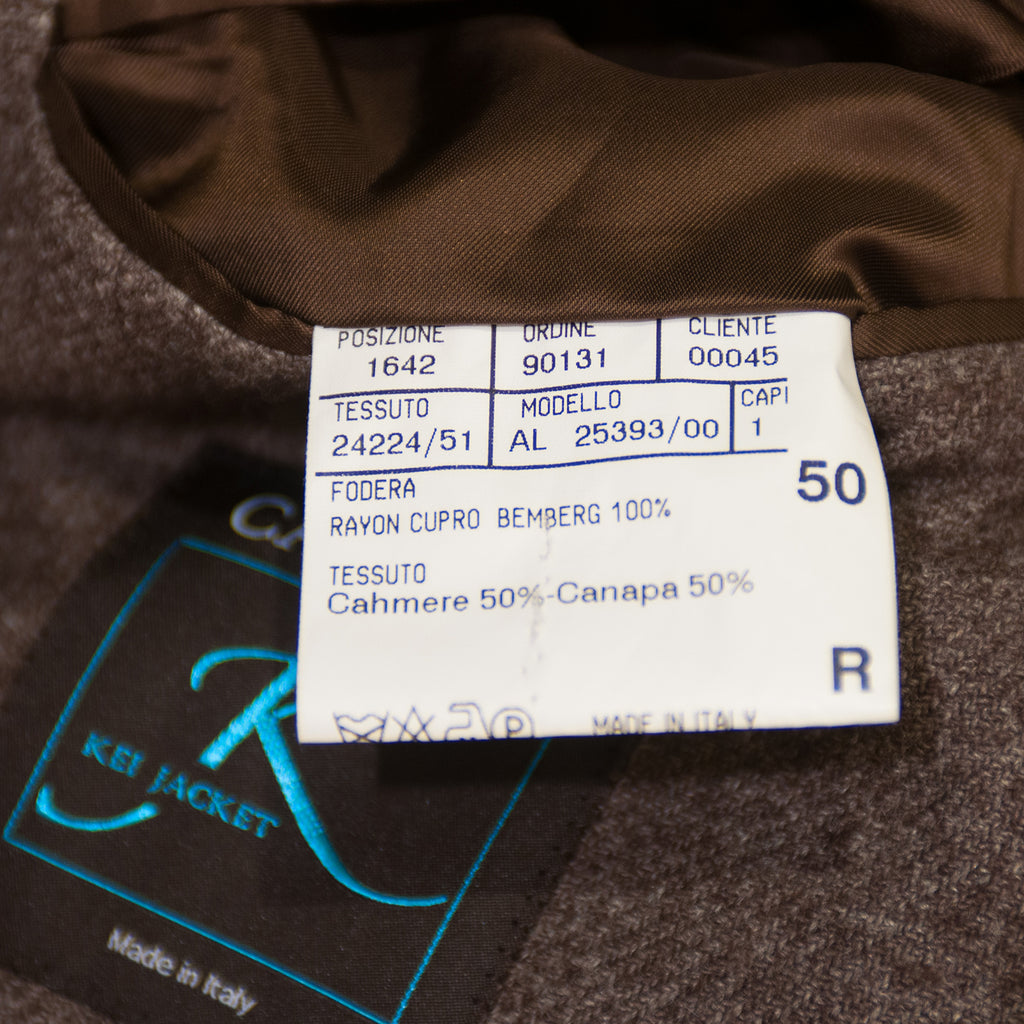 POSIZIONE ORDINE CLIENTE
1642 90131 00045
TESSUTO MODELLO CAPI
24224/51 AL 25393/00 1
50
FODERA
RAYON CUPRO BEMBERG 100%
TESSUTO
Cahmere 50%-Canapa 50%
R
MADE IN ITALY
K
KEI JACKET
Made in Italy